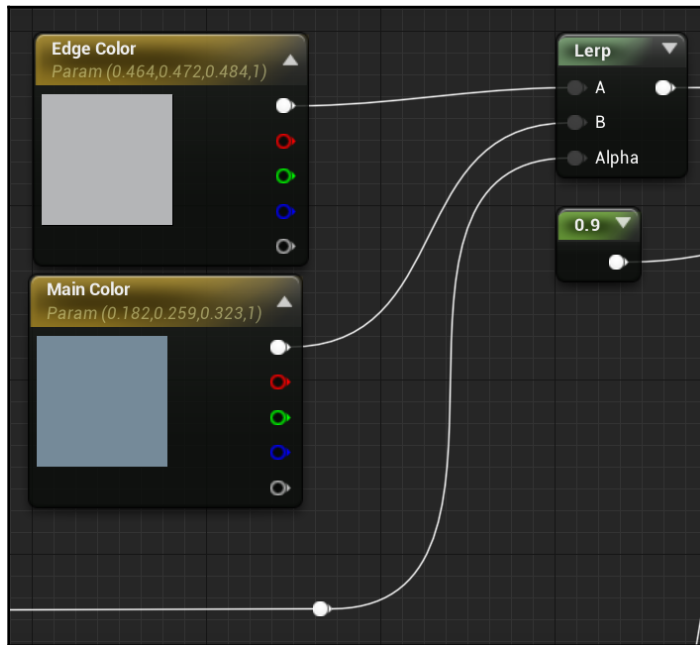 Edge Color
Param (0.464,0.472,0.484,1)
Main Color
Param (0.182,0.259,0.323,1)
Lerp
A
B
Alpha
0.9